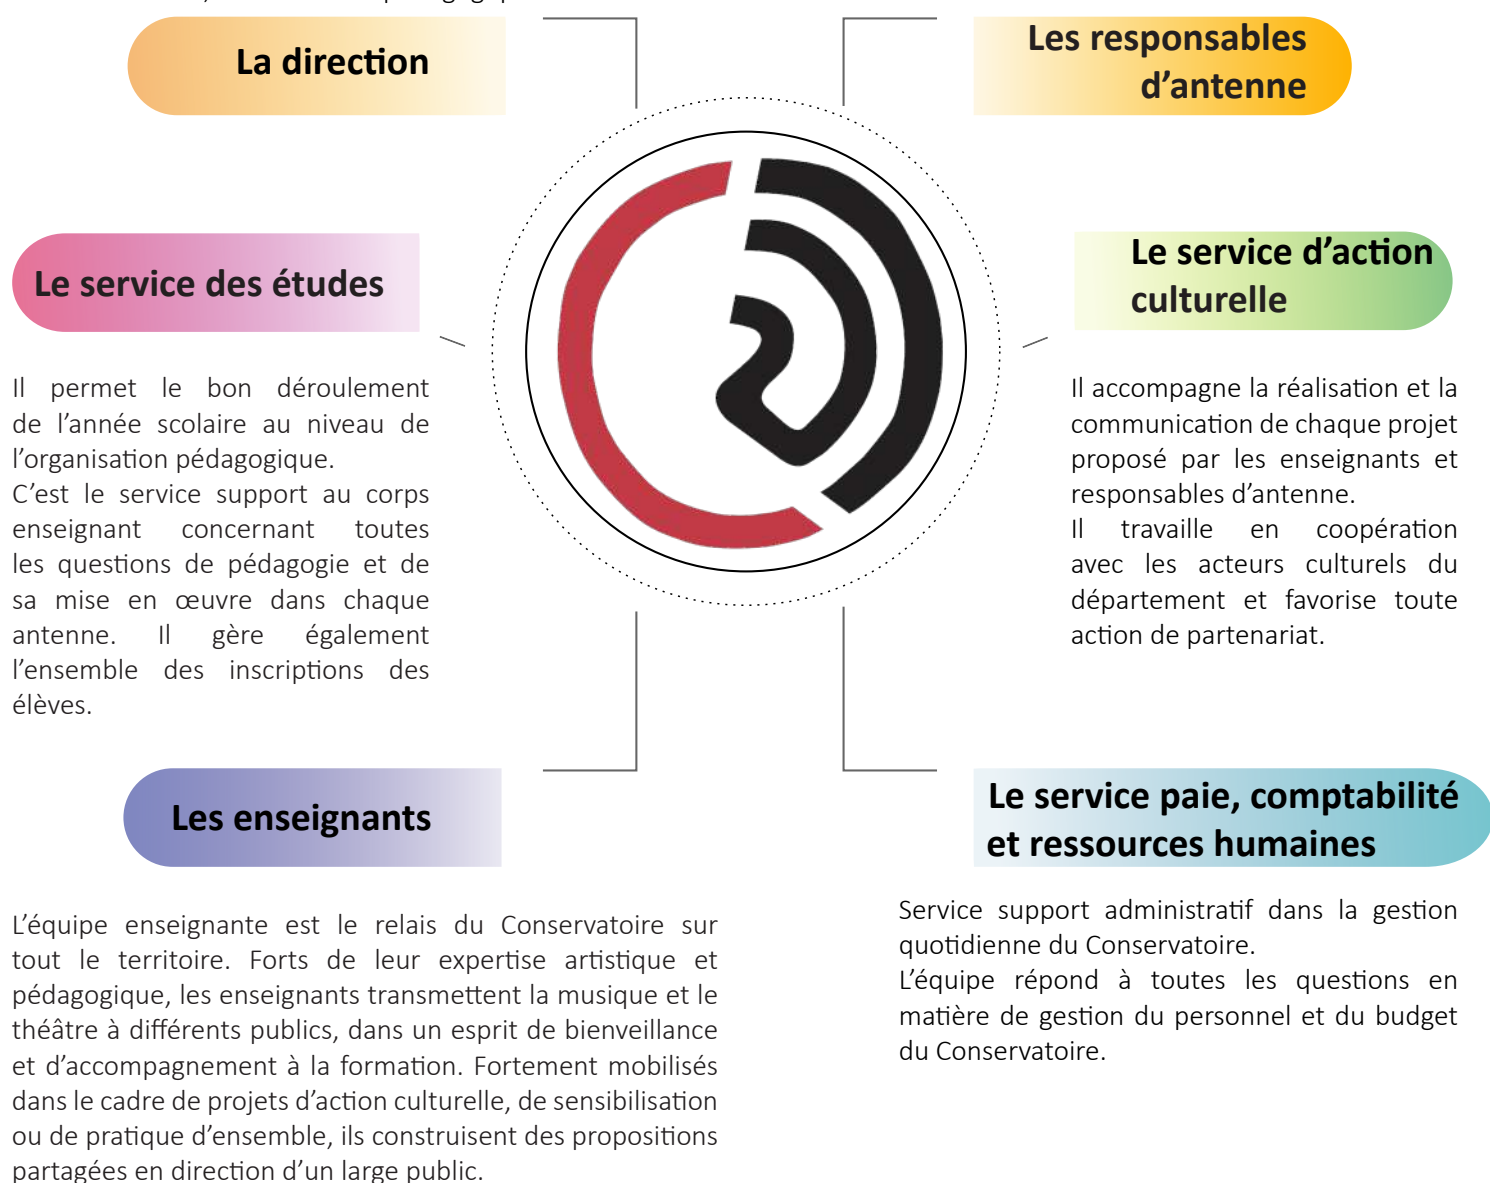 La direction
Les responsables
d’antenne
Le service des études
Il permet le bon déroulement
de l’année scolaire au niveau de
l’organisation pédagogique.
C’est le service support au corps
enseignant concernant toutes
les questions de pédagogie et de
sa mise en œuvre dans chaque
antenne. Il gère également
l’ensemble des inscriptions des
élèves.
Le service d’action
culturelle
Il accompagne la réalisation et la
communication de chaque projet
proposé par les enseignants et
responsables d’antenne.
Il travaille en coopération
avec les acteurs culturels du
département et favorise toute
action de partenariat.
Les enseignants
L’équipe enseignante est le relais du Conservatoire sur
tout le territoire. Forts de leur expertise artistique et
pédagogique, les enseignants transmettent la musique et le
théâtre à différents publics, dans un esprit de bienveillance
et d’accompagnement à la formation. Fortement mobilisés
dans le cadre de projets d’action culturelle, de sensibilisation
ou de pratique d’ensemble, ils construisent des propositions
partagées en direction d’un large public.
Le service paie, comptabilité
et ressources humaines
Service support administratif dans la gestion
quotidienne du Conservatoire.
L’équipe répond à toutes les questions en
matière de gestion du personnel et du budget
du Conservatoire.